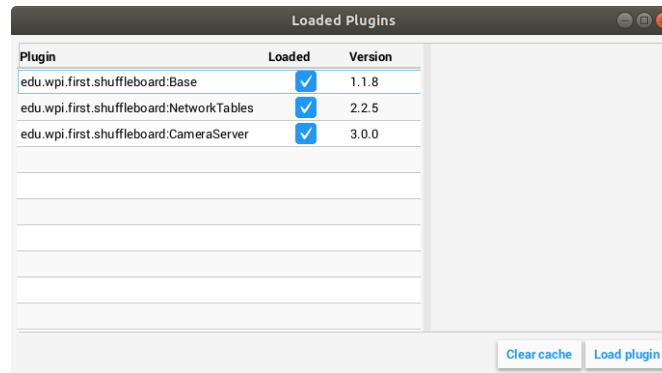 Loaded Plugins
Plugin Loaded Version
edu.wpi.first.shuffleboard:Base 1.1.8
edu.wpi.first.shuffleboard:NetworkTables 2.2.5
edu.wpi.first.shuffleboard:CameraServer 3.0.0
Clear cache Load plugin